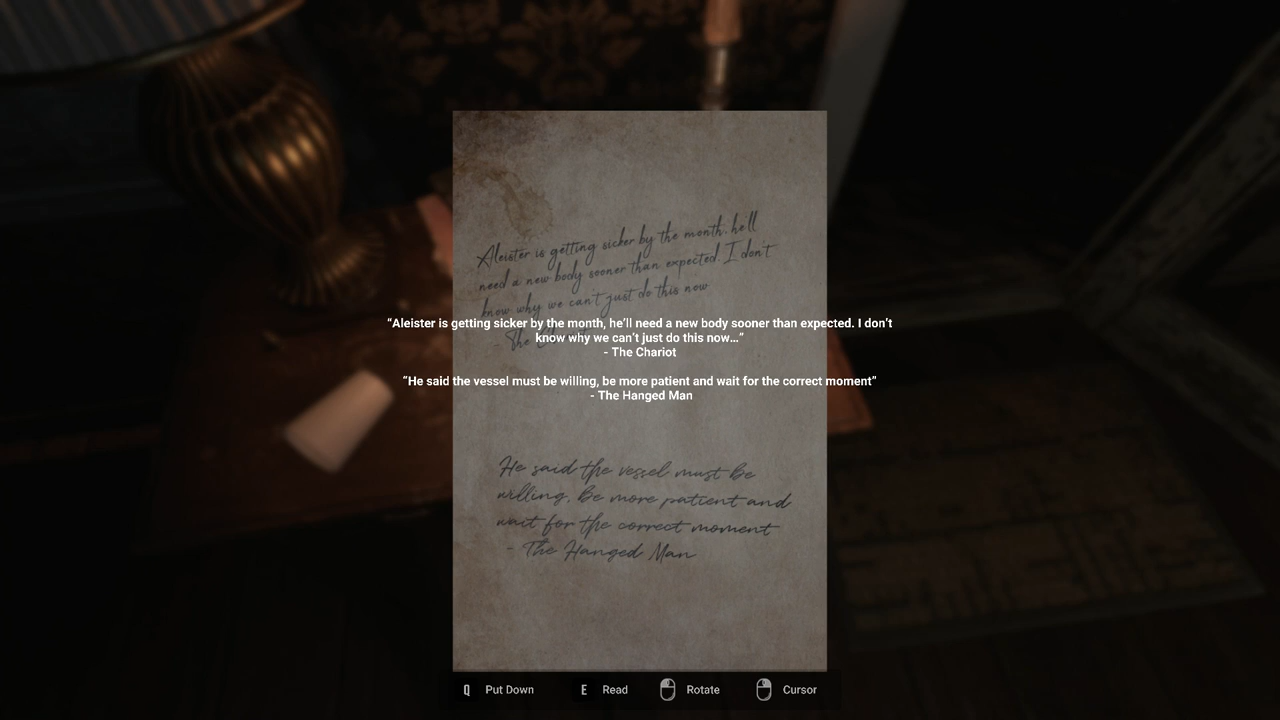 Aleister is getting sicker by the month, he'll
need a new body sooner than expected. I don't
know why we can't just do this now
- The
“Aleister is getting sicker by the month, he'll need a new body sooner than expected. I don't
know why we can't just do this now...”
- The Chariot
“He said the vessel must be willing, be more patient and wait for the correct moment”
- The Hanged Man
He said the vessel must be
willing, be more patient and
wait for the correct moment
- The Hanged Man
Q Put Down E Read Rotate Cursor